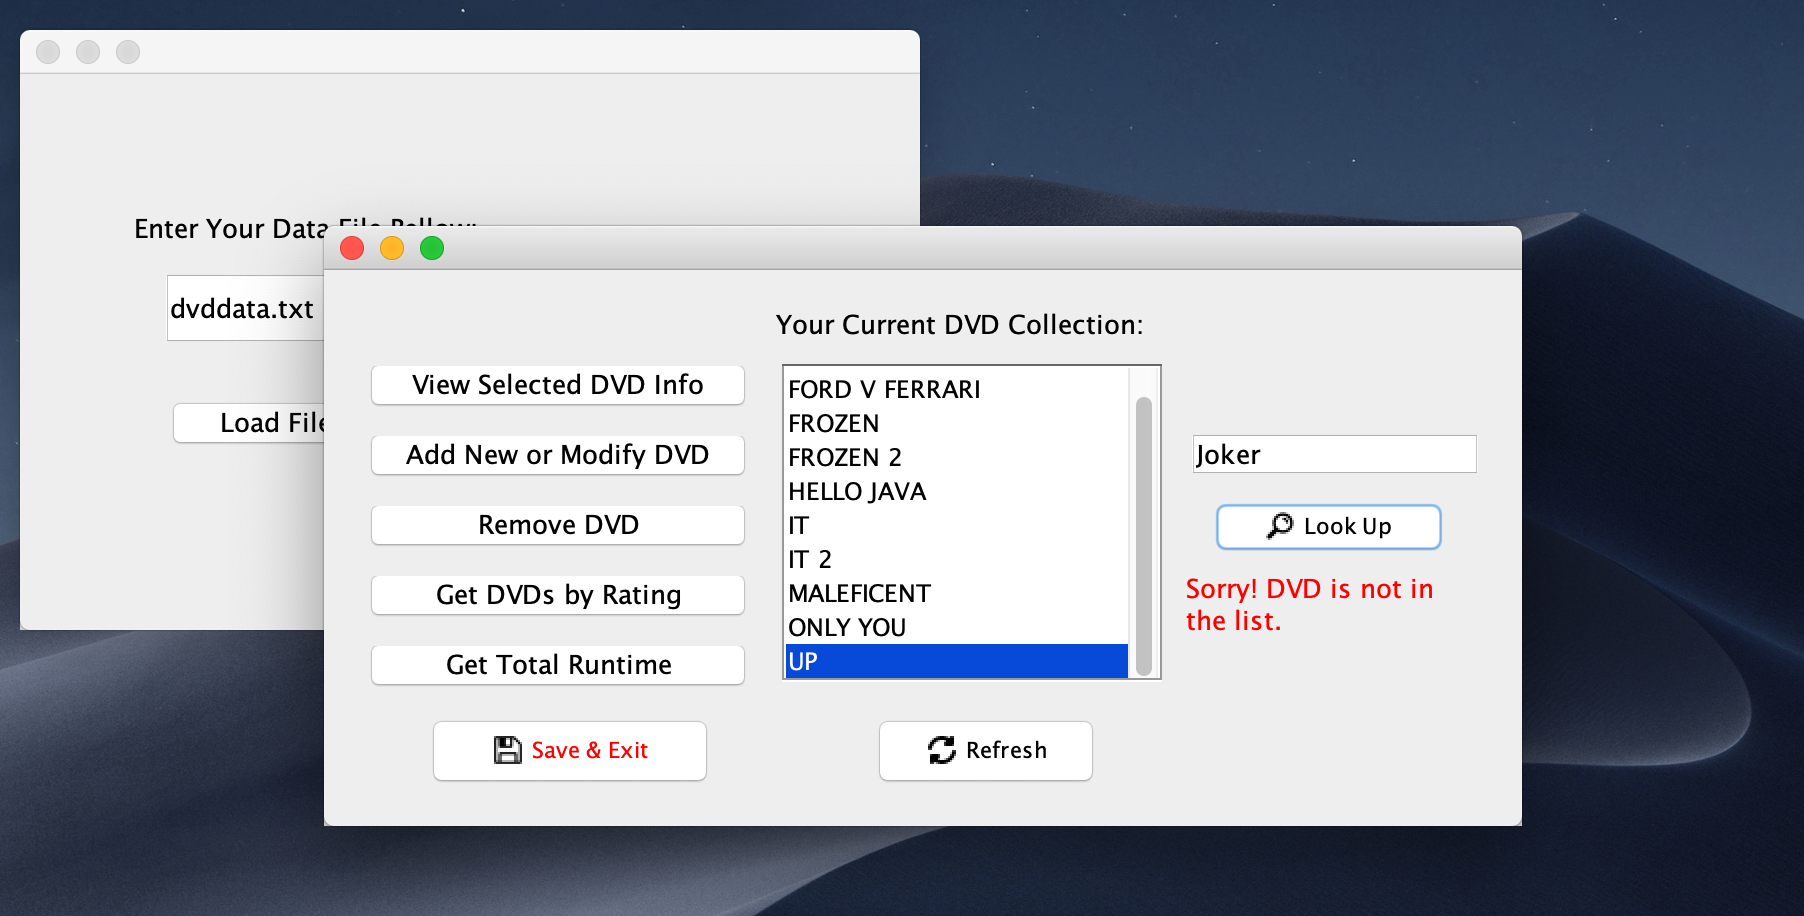 Enter Your Data File Bellow:
dvddata.txt
Load File
Your Current DVD Collection:
View Selected DVD Info
Add New or Modify DVD
Remove DVD
Get DVDs by Rating
Get Total Runtime
Save & Exit
FORD V FERRARI
FROZEN
FROZEN 2
HELLO JAVA
IT
IT 2
MALEFICENT
ONLY YOU
UP
Refresh
Joker
Look Up
Sorry! DVD is not in
the list.